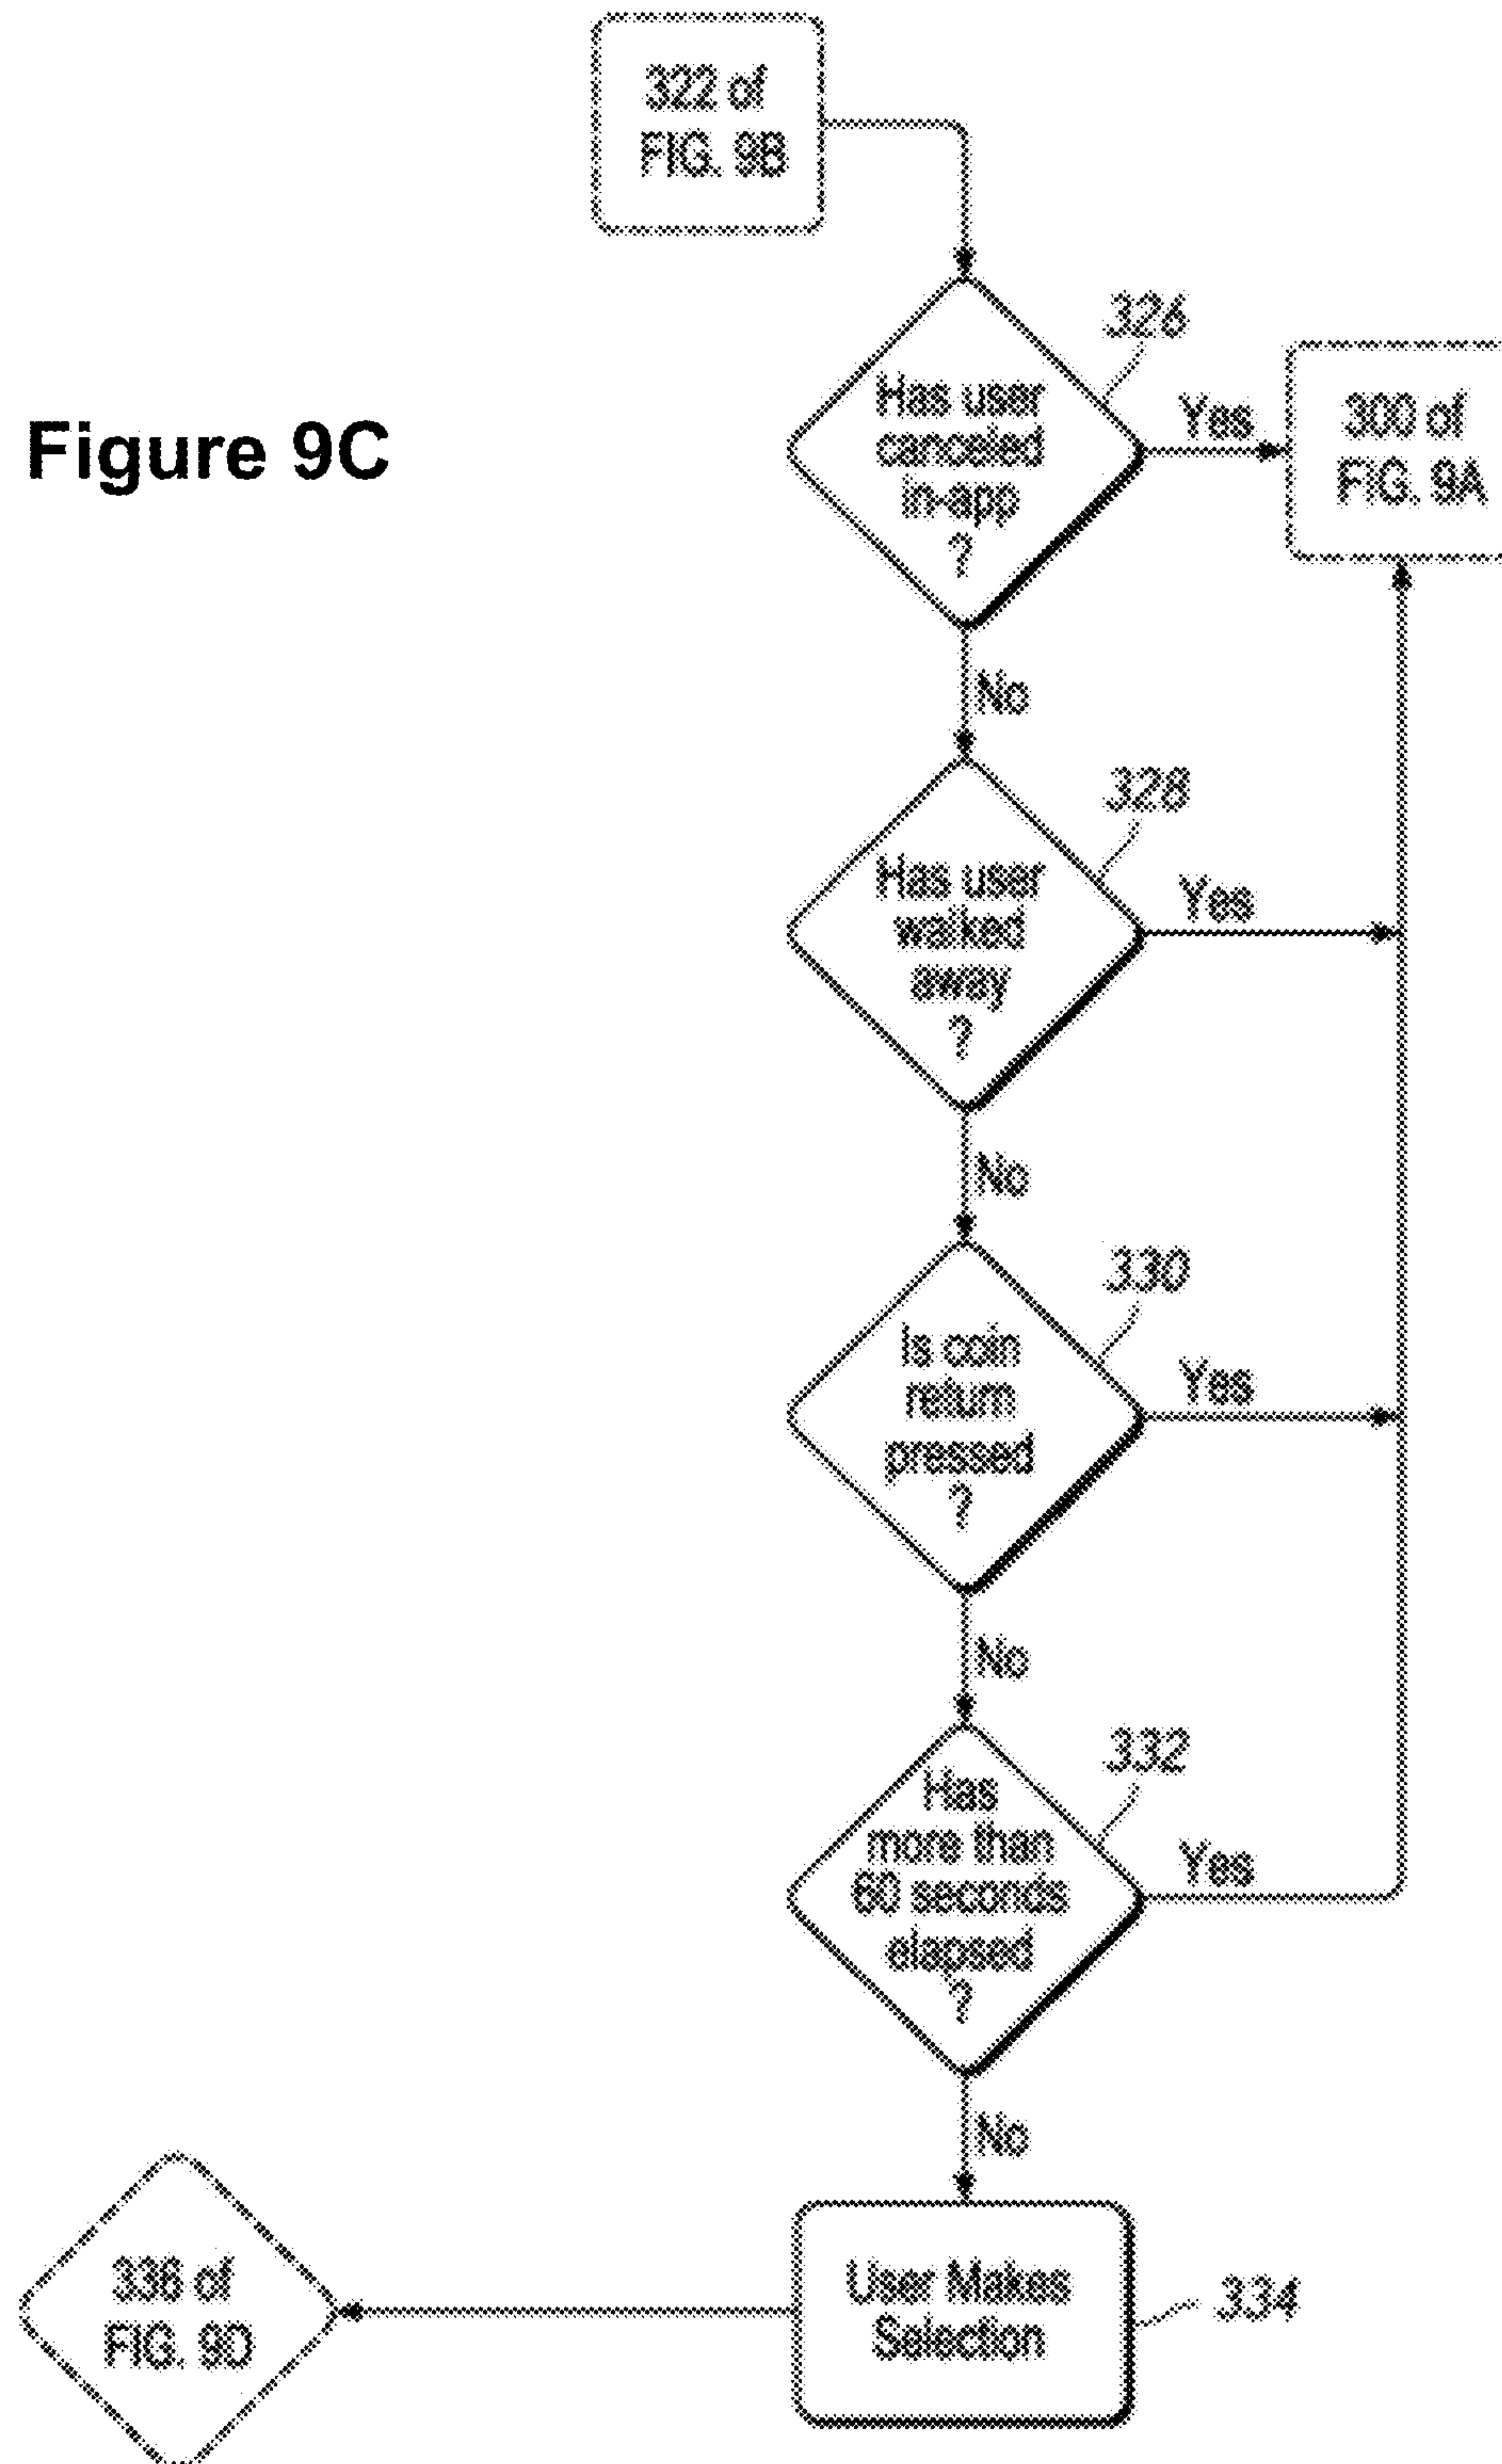 322 of
FIG. 9B
326
Has user
canceled
in-app
?
Yes
300 of
FIG. 9A
Figure 9C
No
328
Has user
walked
away
?
Yes
No
330
Is coin
return
pressed
?
Yes
No
332
Has
more than
60 seconds
elapsed
?
Yes
No
336 of
FIG. 9D
User Makes
Selection
334